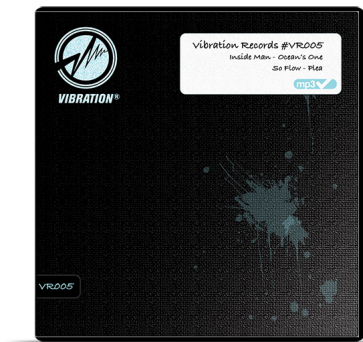 Vibration Records #VR005
Inside Man - Ocean's One
So Flow - Plea
mp3
VIBRATION®
VR005